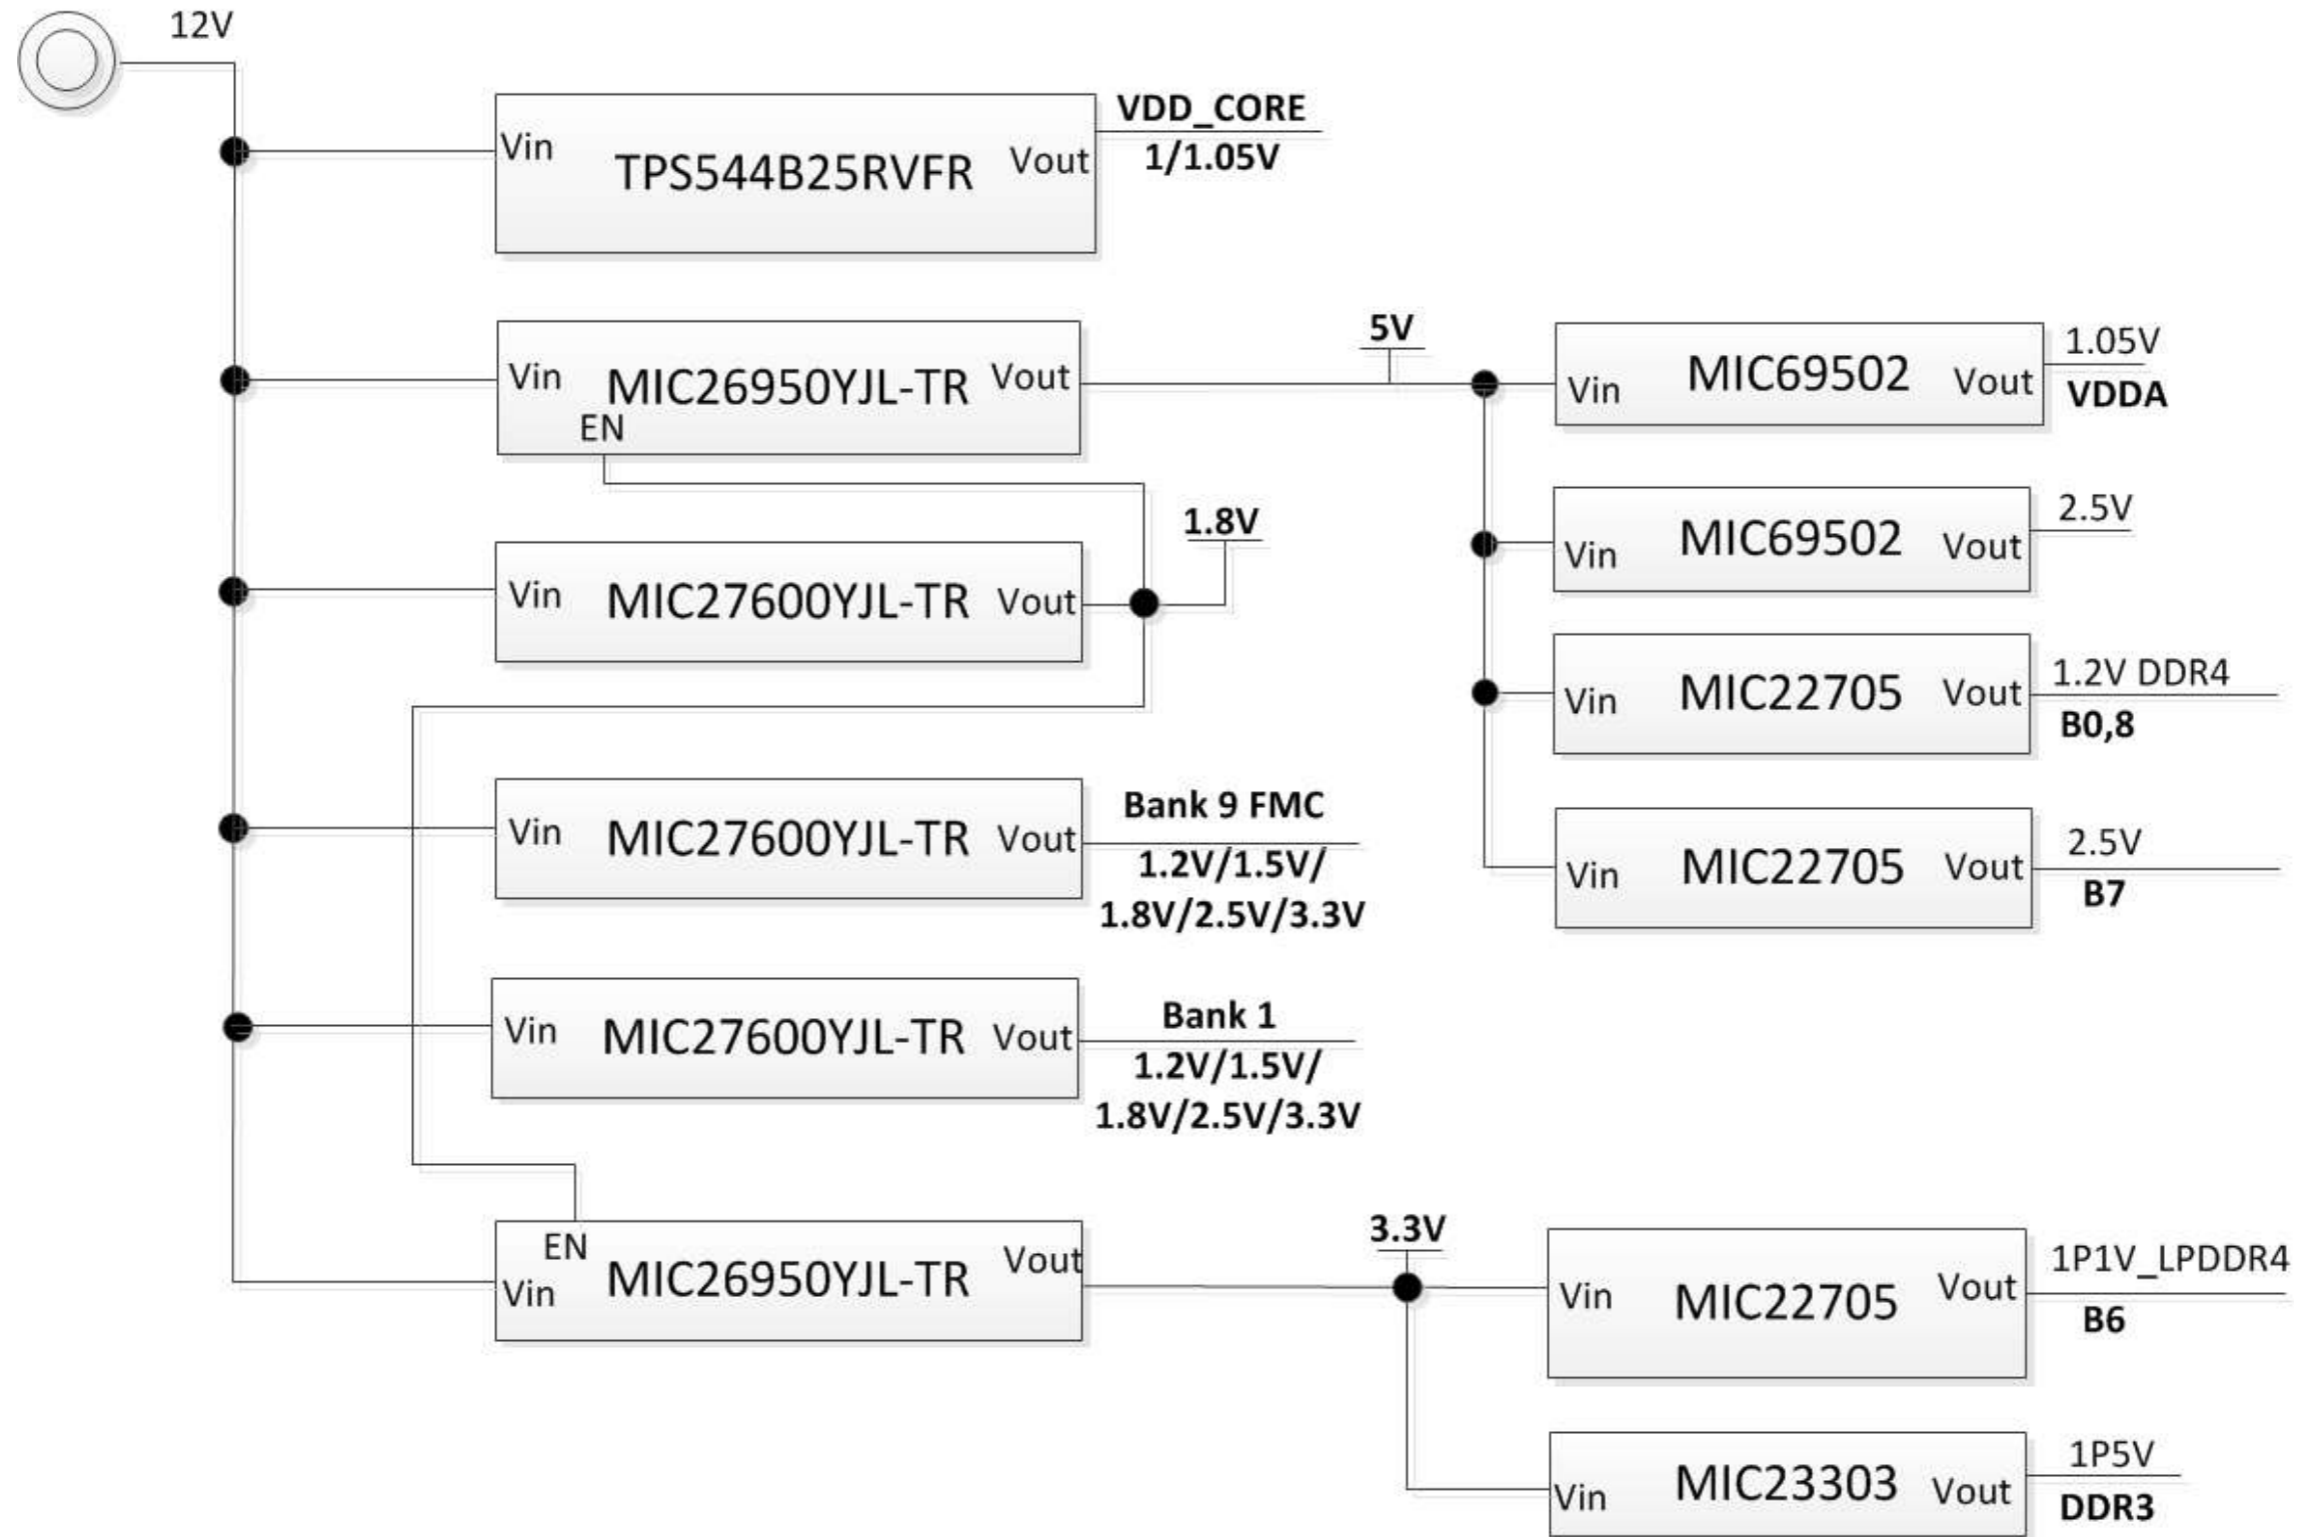 12V
Vin
TPS544B25RVFR
Vout
VDD_CORE
1/1.05V
Vin
MIC26950YJL-TR
Vout
EN
5V
Vin
MIC69502
Vout
1.05V
VDDA
Vin
MIC69502
Vout
2.5V
1.8V
Vin
MIC27600YJL-TR
Vout
Vin
MIC22705
Vout
1.2V DDR4
B0,8
Vin
MIC27600YJL-TR
Vout
Bank 9 FMC
1.2V/1.5V/
1.8V/2.5V/3.3V
Vin
MIC22705
Vout
2.5V
B7
Vin
MIC27600YJL-TR
Vout
Bank 1
1.2V/1.5V/
1.8V/2.5V/3.3V
EN
Vin
MIC26950YJL-TR
Vout
3.3V
Vin
MIC22705
Vout
1P1V_LPDDR4
B6
Vin
MIC23303
Vout
1P5V
DDR3